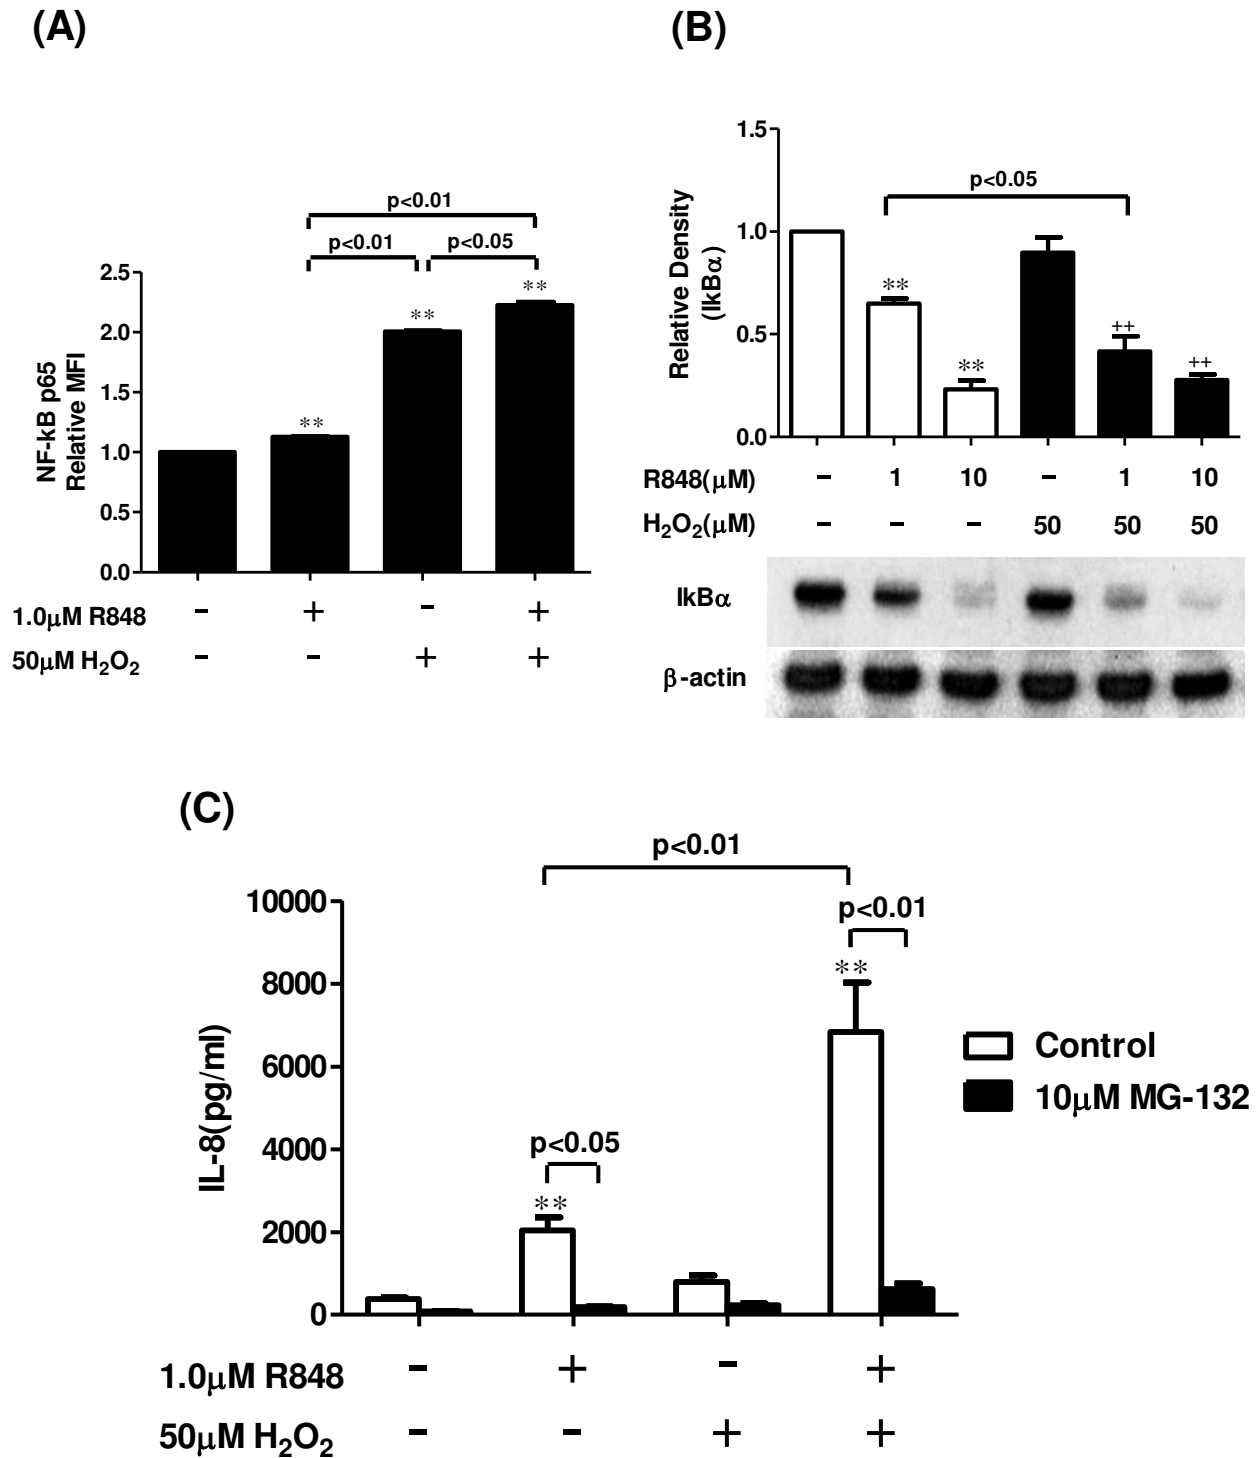 (A)
p<0.01
p<0.01 p<0.05
** ** **
NF-kB p65
Relative MFI
2.5
2.0
1.5
1.0
0.5
0.0
1.0μM R848 - + - +
50μM H₂O₂ - - + +
(B)
p<0.05
** ** ++ ++
Relative Density
(IkBα)
1.5
1.0
0.5
0.0
R848(μM) - 1 10 - 1 10
H₂O₂(μM) - - - 50 50 50
IkBα
β-actin
(C)
p<0.01
p<0.01
**
p<0.05
**
IL-8(pg/ml)
10000
8000
6000
4000
2000
0
Control
10μM MG-132
1.0μM R848 - + - +
50μM H₂O₂ - - + +